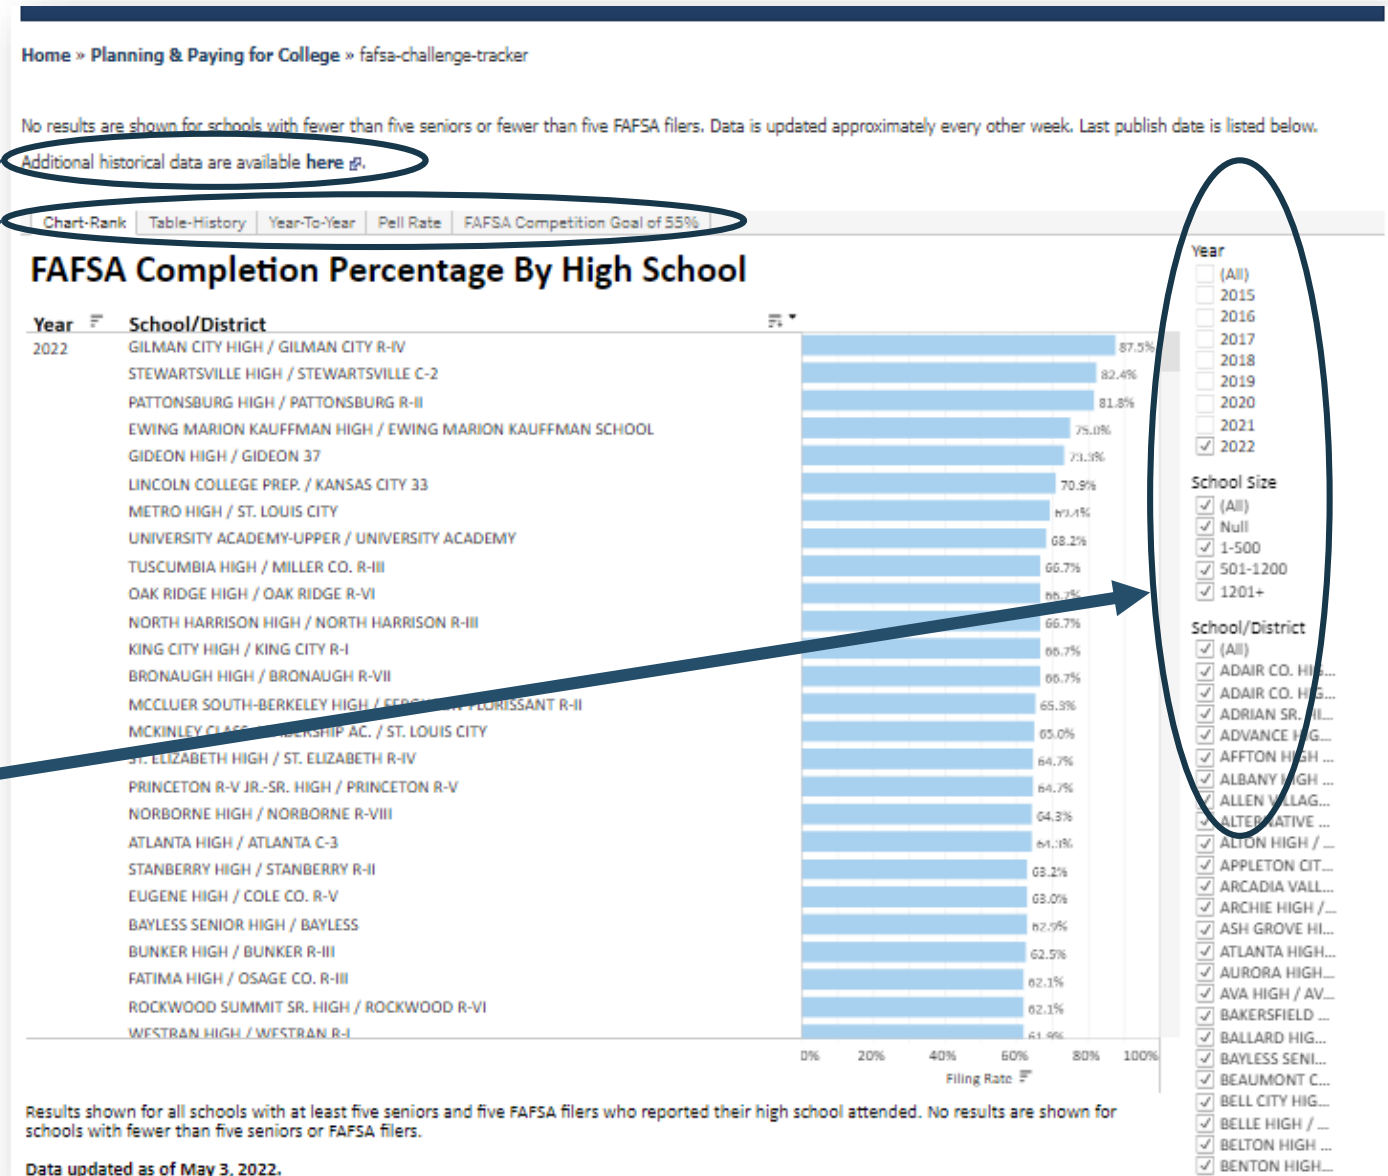 Home » Planning & Paying for College » fafsa-challenge-tracker
No results are shown for schools with fewer than five seniors or fewer than five FAFSA filers. Data is updated approximately every other week. Last publish date is listed below.
Additional historical data are available here.
Chart-Rank Table-History Year-To-Year Pell Rate FAFSA Competition Goal of 55%
FAFSA Completion Percentage By High School
Year School/District
2022 GILMAN CITY HIGH / GILMAN CITY R-IV 87.5%
STEWARTSVILLE HIGH / STEWARTSVILLE C-2 82.4%
PATTONSBURG HIGH / PATTONSBURG R-II 81.8%
EWING MARION KAUFFMAN HIGH / EWING MARION KAUFFMAN SCHOOL 75.0%
GIDEON HIGH / GIDEON 37 73.3%
LINCOLN COLLEGE PREP. / KANSAS CITY 33 70.9%
METRO HIGH / ST. LOUIS CITY 69.4%
UNIVERSITY ACADEMY-UPPER / UNIVERSITY ACADEMY 68.2%
TUSCUMBIA HIGH / MILLER CO. R-III 66.7%
OAK RIDGE HIGH / OAK RIDGE R-VI 66.7%
NORTH HARRISON HIGH / NORTH HARRISON R-III 66.7%
KING CITY HIGH / KING CITY R-I 66.7%
BRONAUGH HIGH / BRONAUGH R-VII 66.7%
MCCLUER SOUTH-BERKELEY HIGH / FLORISSANT R-II 65.3%
MCKINLEY AC. / ST. LOUIS CITY 65.0%
ST. ELIZABETH HIGH / ST. ELIZABETH R-IV 64.7%
PRINCETON R-V JR.-SR. HIGH / PRINCETON R-V 64.7%
NORBORNE HIGH / NORBORNE R-VIII 64.3%
ATLANTA HIGH / ATLANTA C-3 64.3%
STANBERRY HIGH / STANBERRY R-II 63.2%
EUGENE HIGH / COLE CO. R-V 63.0%
BAYLESS SENIOR HIGH / BAYLESS 62.9%
BUNKER HIGH / BUNKER R-III 62.5%
FATIMA HIGH / OSAGE CO. R-III 62.1%
ROCKWOOD SUMMIT SR. HIGH / ROCKWOOD R-VI 62.1%
WESTRAN HIGH / WESTRAN R-I 61.9%
0% 20% 40% 60% 80% 100%
Filing Rate
Results shown for all schools with at least five seniors and five FAFSA filers who reported their high school attended. No results are shown for
schools with fewer than five seniors or FAFSA filers.
Data updated as of May 3, 2022.
Year
(All)
2015
2016
2017
2018
2019
2020
2021
2022
School Size
(All)
Null
1-500
501-1200
1201+
School/District
(All)
ADAIR CO. HIG...
ADAIR CO. HIG...
ADRIAN SR. HI...
ADVANCE HIG...
AFFTON HIGH ...
ALBANY HIGH ...
ALLEN VILLAG...
ALTERNATIVE ...
ALTON HIGH / ...
APPLETON CIT...
ARCADIA VALL...
ARCHIE HIGH /...
ASH GROVE HI...
ATLANTA HIGH...
AURORA HIGH...
AVA HIGH / AV...
BAKERSFIELD ...
BALLARD HIG...
BAYLESS SENI...
BEAUMONT C...
BELL CITY HIG...
BELLE HIGH / ...
BELTON HIGH ...
BENTON HIGH...